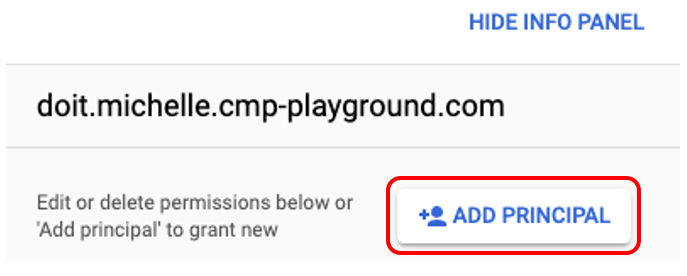 HIDE INFO PANEL
doit.michelle.cmp-playground.com
Edit or delete permissions below or
'Add principal' to grant new
ADD PRINCIPAL